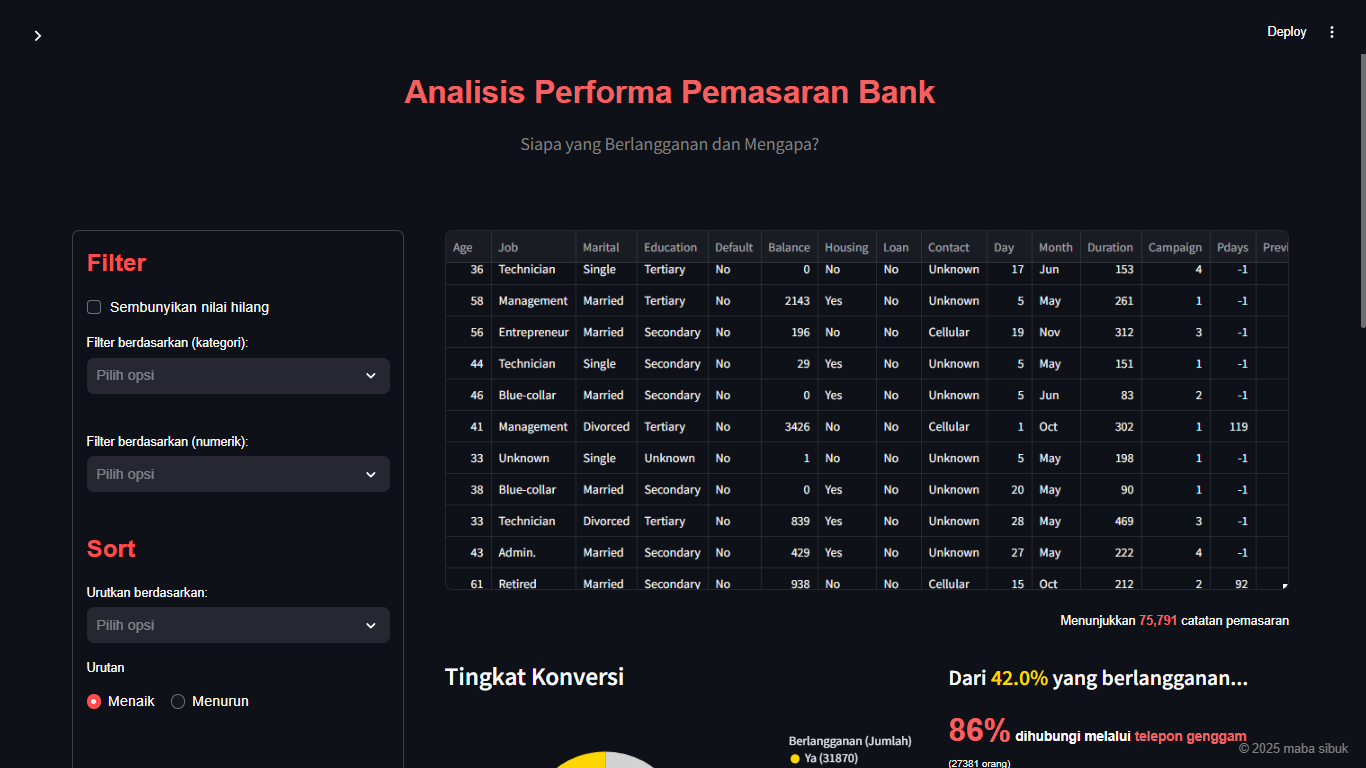 Deploy
Analisis Performa Pemasaran Bank
Siapa yang Berlangganan dan Mengapa?
Filter
Sembunyikan nilai hilang
Filter berdasarkan (kategori):
Pilih opsi
Filter berdasarkan (numerik):
Pilih opsi
Sort
Urutkan berdasarkan:
Pilih opsi
Urutan
Menaik Menurun
Age Job Marital Education Default Balance Housing Loan Contact Day Month Duration Campaign Pdays Previ
36 Technician Single Tertiary No 0 No No Unknown 17 Jun 153 4 -1
58 Management Married Tertiary No 2143 Yes No Unknown 5 May 261 1 -1
56 Entrepreneur Married Secondary No 196 No No Cellular 19 Nov 312 3 -1
44 Technician Single Secondary No 29 Yes No Unknown 5 May 151 1 -1
46 Blue-collar Married Secondary No 0 Yes No Unknown 5 Jun 83 2 -1
41 Management Divorced Tertiary No 3426 No No Cellular 1 Oct 302 1 119
33 Unknown Single Unknown No 1 No No Unknown 5 May 198 1 -1
38 Blue-collar Married Secondary No 0 Yes No Unknown 20 May 90 1 -1
33 Technician Divorced Tertiary No 839 Yes No Unknown 28 May 469 3 -1
43 Admin. Married Secondary No 429 Yes No Unknown 27 May 222 4 -1
61 Retired Married Secondary No 938 No No Cellular 15 Oct 212 2 92
Menunjukkan 75,791 catatan pemasaran
Tingkat Konversi
Berlangganan (Jumlah)
Ya (31870)
Dari 42.0% yang berlangganan...
86% dihubungi melalui telepon genggam
(27381 orang)
© 2025 maba sibuk